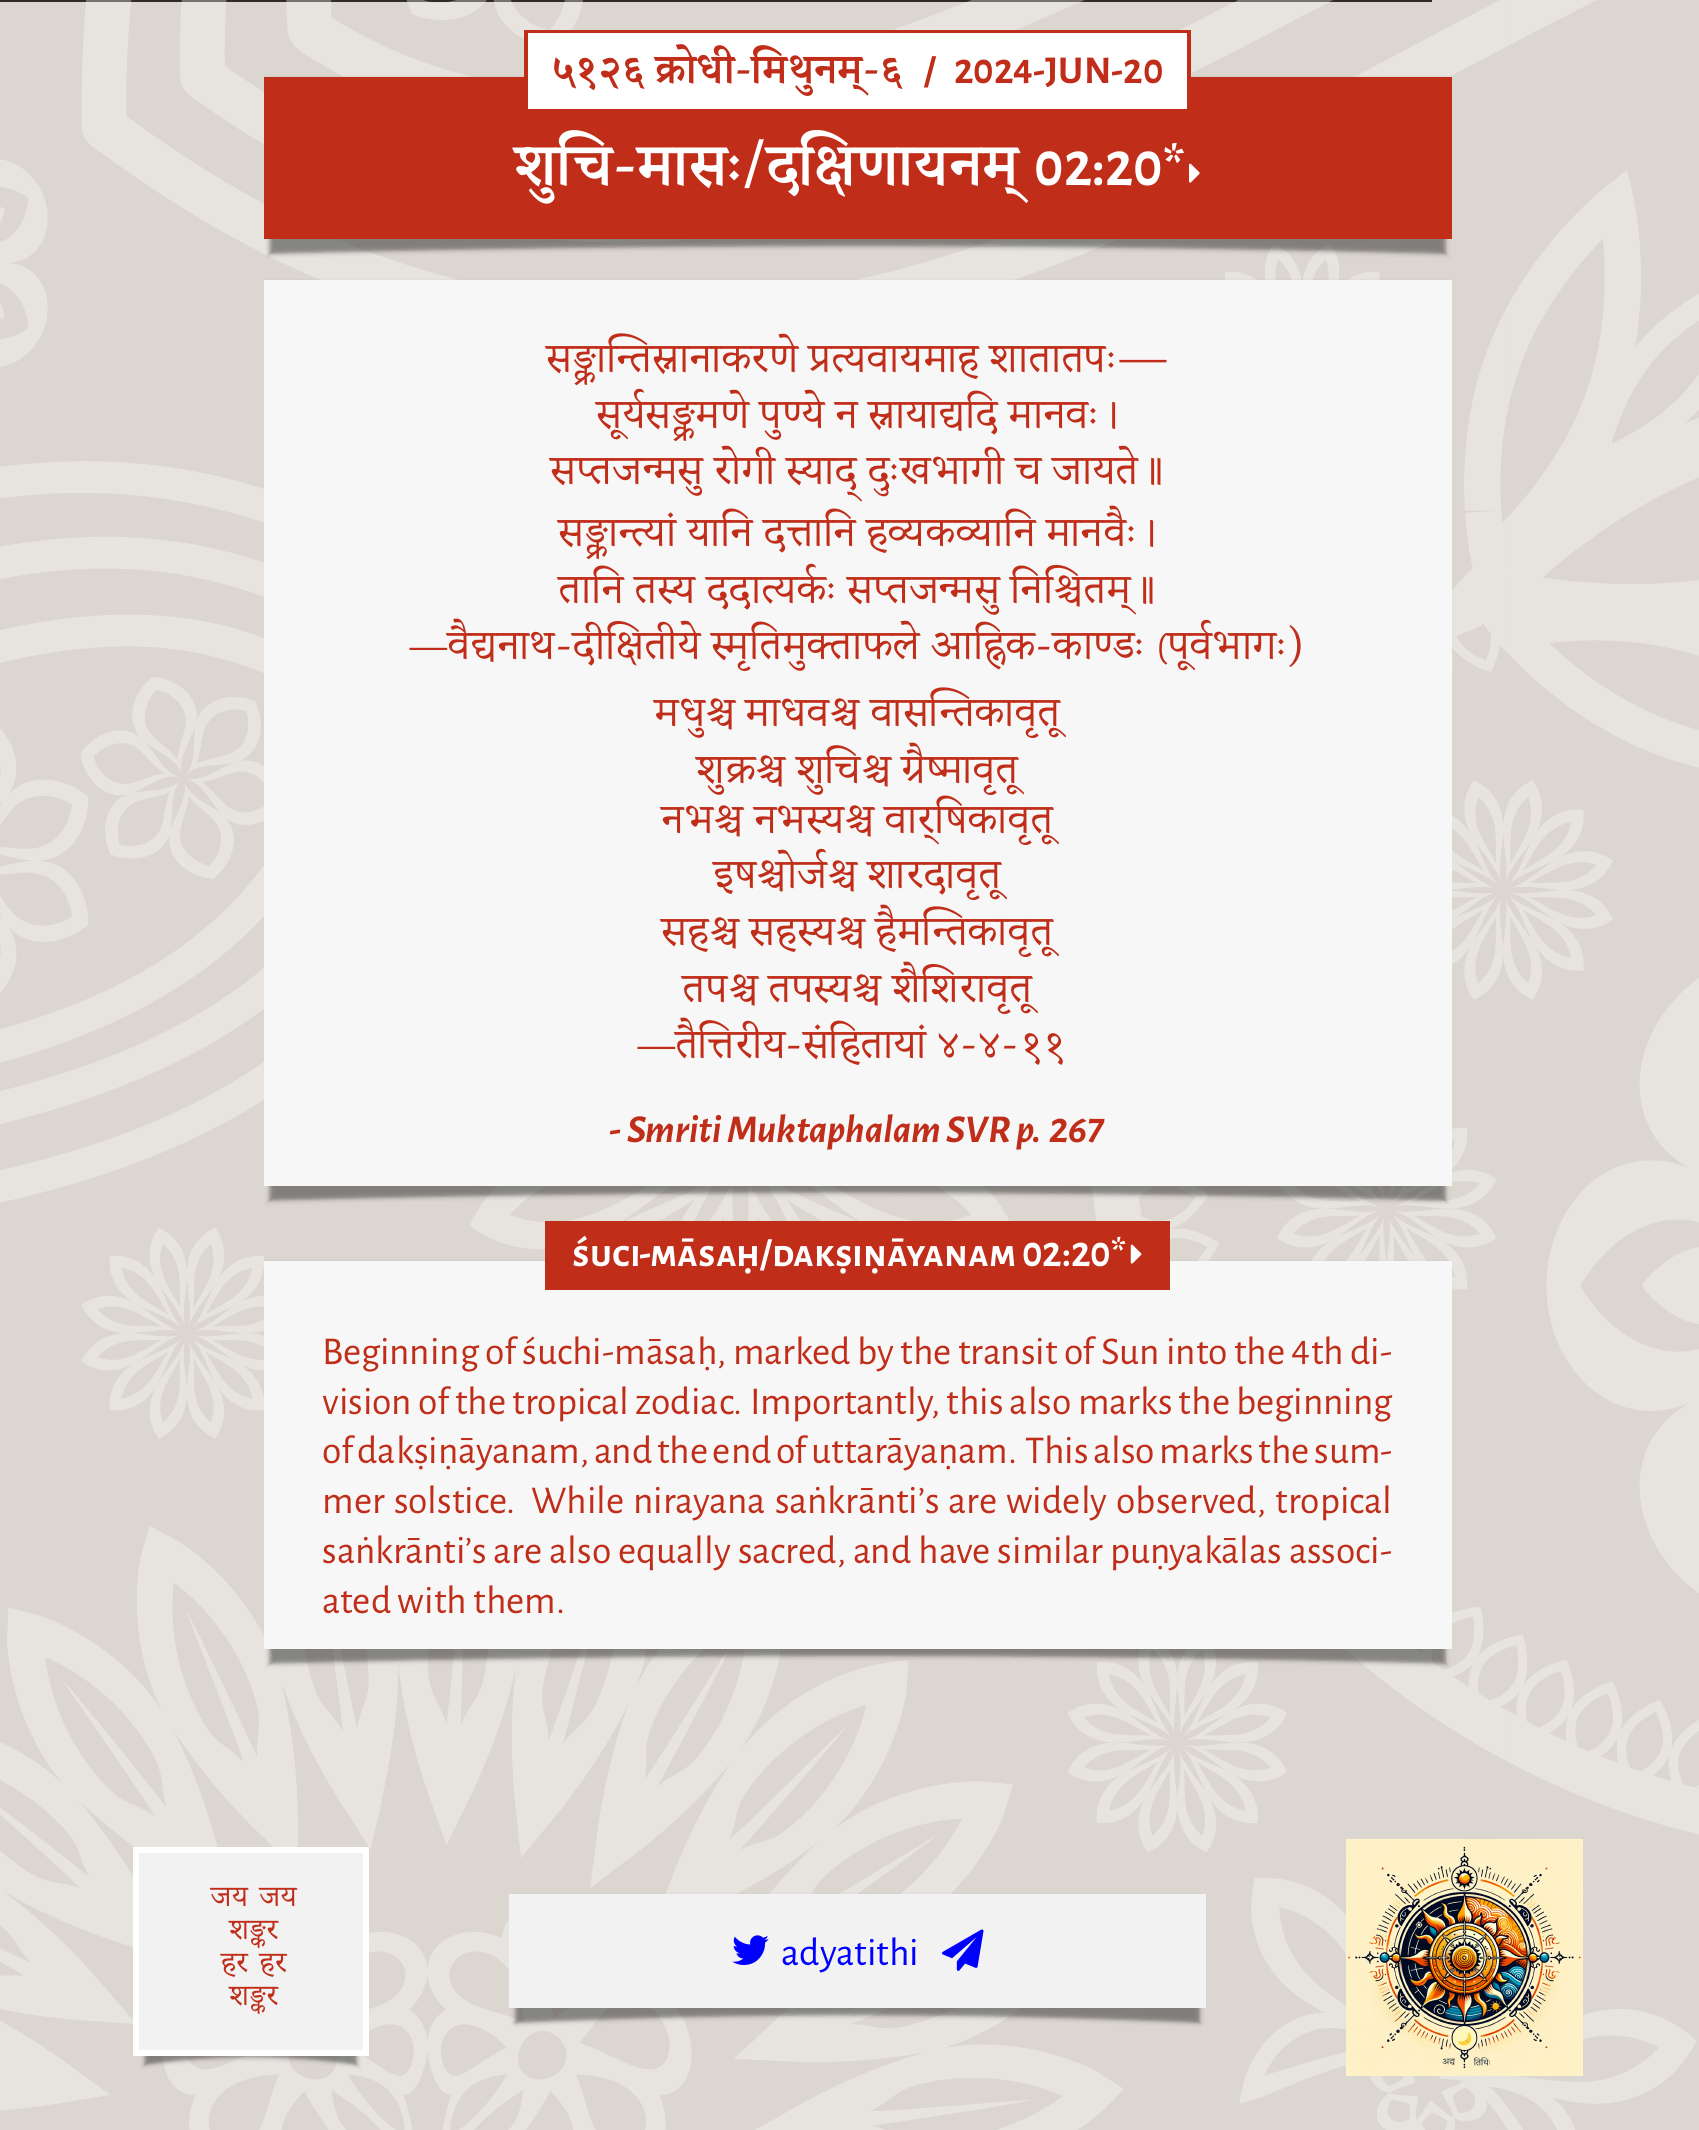 ५१२६ क्रोधी-मिथुनम्-६ / 2024-JUN-20
शुचि-मासः/दक्षिणायनम् 02:20*▸
सङ्क्रान्तिस्नानाकरणे प्रत्यवायमाह शातातपः—
सूर्यसङ्क्रमणे पुण्ये न स्नायाद्यदि मानवः।
सप्तजन्मसु रोगी स्याद् दुःखभागी च जायते॥
सङ्क्रान्त्यां यानि दत्तानि हव्यकव्यानि मानवैः।
तानि तस्य ददात्यर्कः सप्तजन्मसु निश्चितम्॥
—वैद्यनाथ-दीक्षितीये स्मृतिमुक्ताफले आह्निक-काण्डः (पूर्वभागः)
मधुश्च माधवश्च वासन्तिकावृतू
शुक्रश्च शुचिश्च ग्रैष्मावृतू
नभश्च नभस्यश्च वार्‌षिकावृतू
इषश्चोर्जश्च शारदावृतू
सहश्च सहस्यश्च हैमन्तिकावृतू
तपश्च तपस्यश्च शैशिरावृतू
—तैत्तिरीय-संहितायां ४-४-११
- Smriti Muktaphalam SVR p. 267
ŚUCI-MĀSAḤ/DAKṢIṆĀYANAM 02:20*▸
Beginning of śuchi-māsaḥ, marked by the transit of Sun into the 4th di-
vision of the tropical zodiac. Importantly, this also marks the beginning
of dakṣiṇāyanam, and the end of uttarāyaṇam. This also marks the sum-
mer solstice. While nirayana saṅkrānti's are widely observed, tropical
saṅkrānti's are also equally sacred, and have similar puṇyakālas associ-
ated with them.
जय जय
शङ्कर
हर हर
शङ्कर
adyatithi
अद्य तिथिः